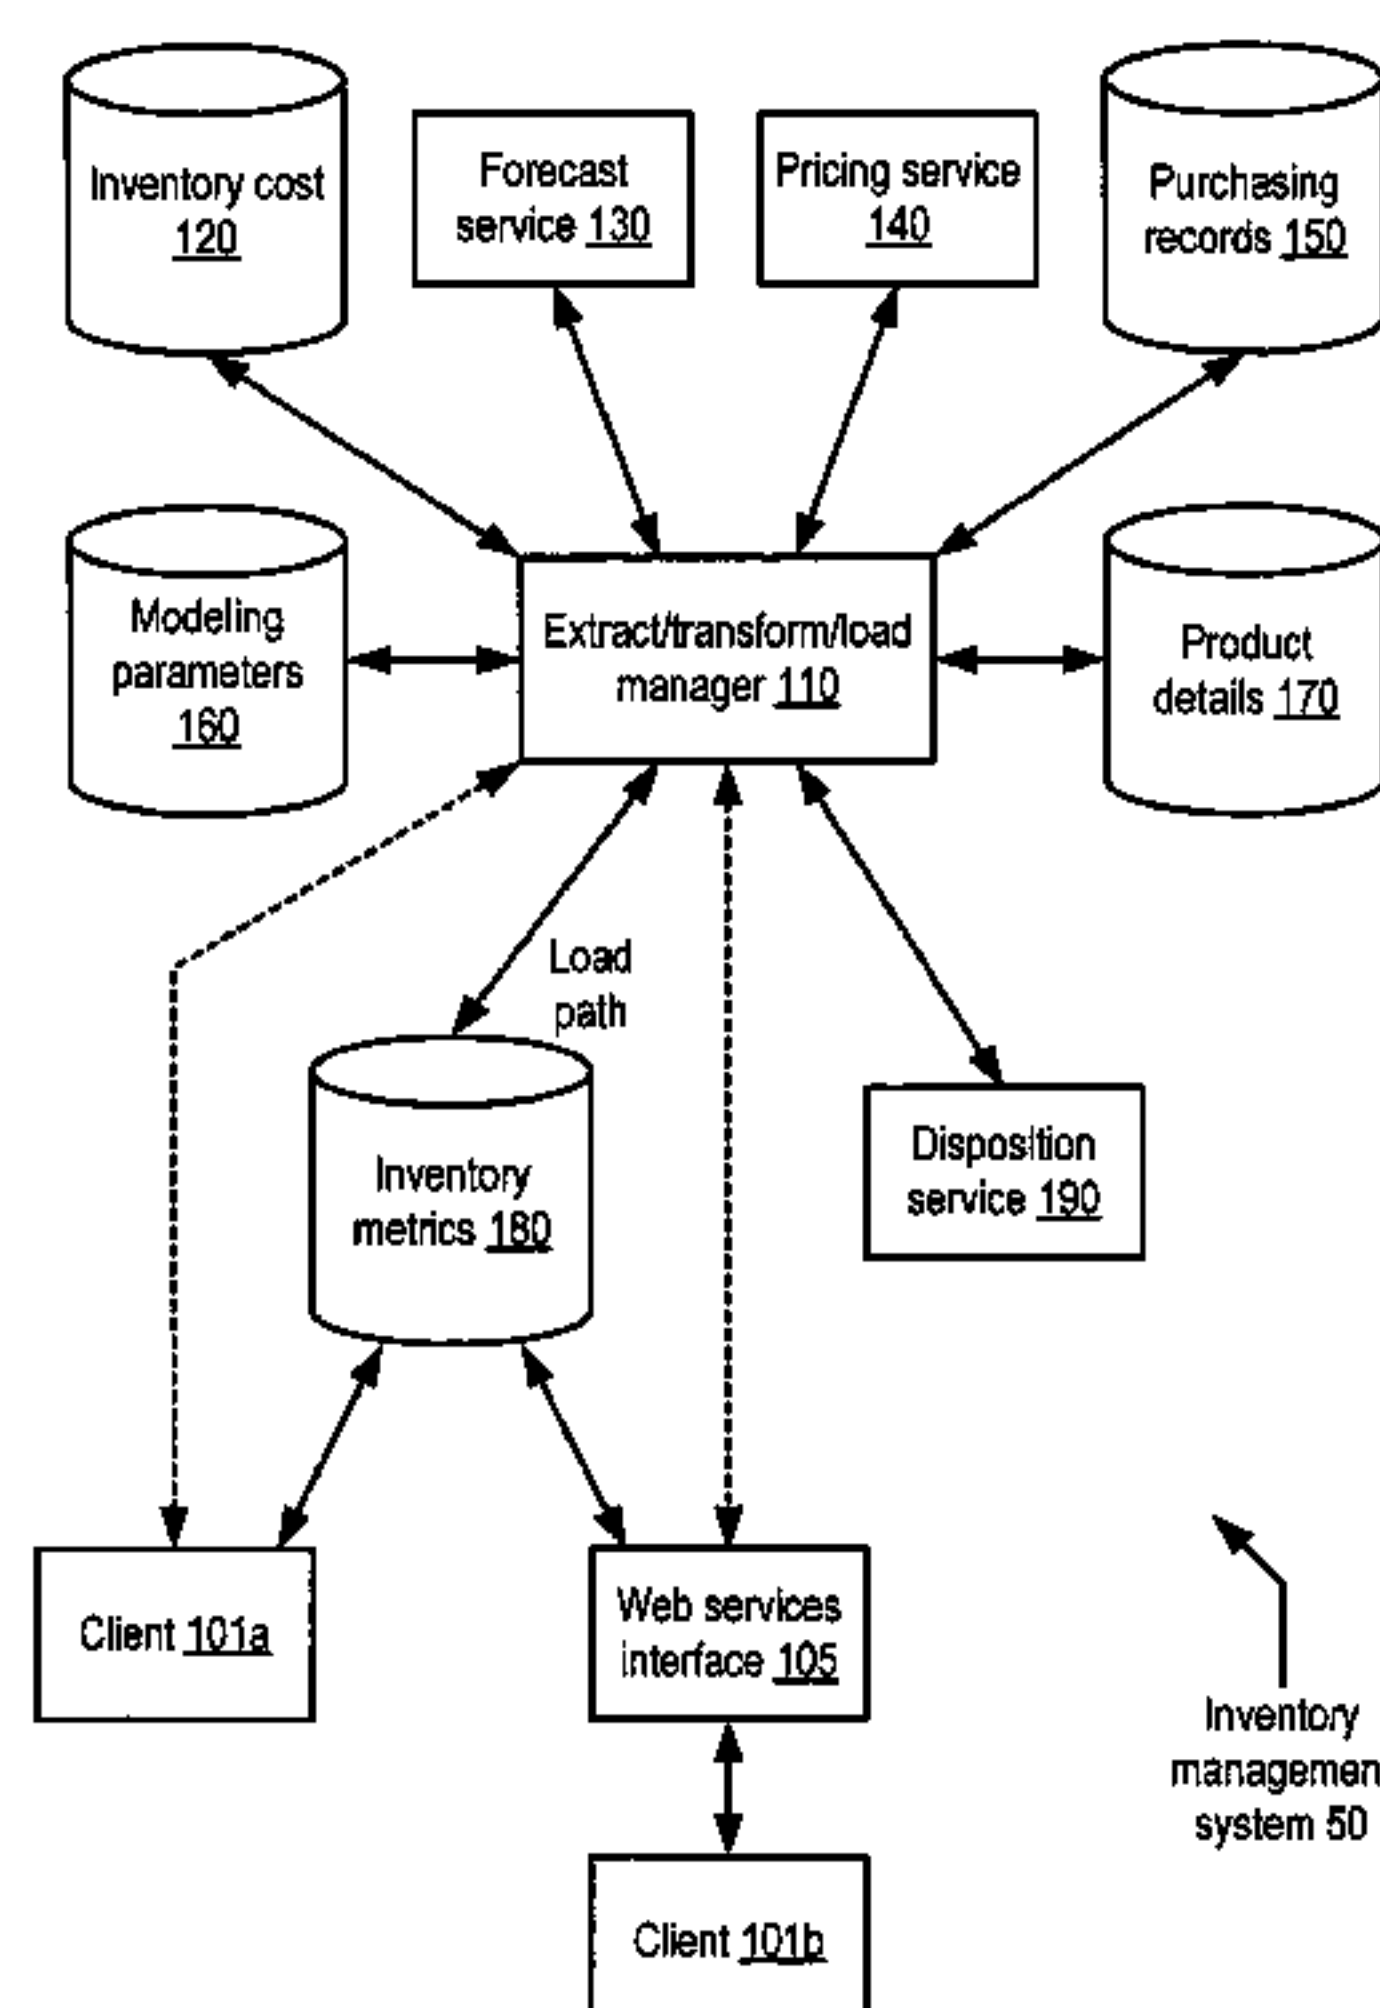 Inventory cost
120
Forecast
service 130
Pricing service
140
Purchasing
records 150
Modeling
parameters
160
Extract/transform/load
manager 110
Product
details 170
Load
path
Inventory
metrics 180
Disposition
service 190
Client 101a
Web services
interface 105
Inventory
managemen
system 50
Client 101b